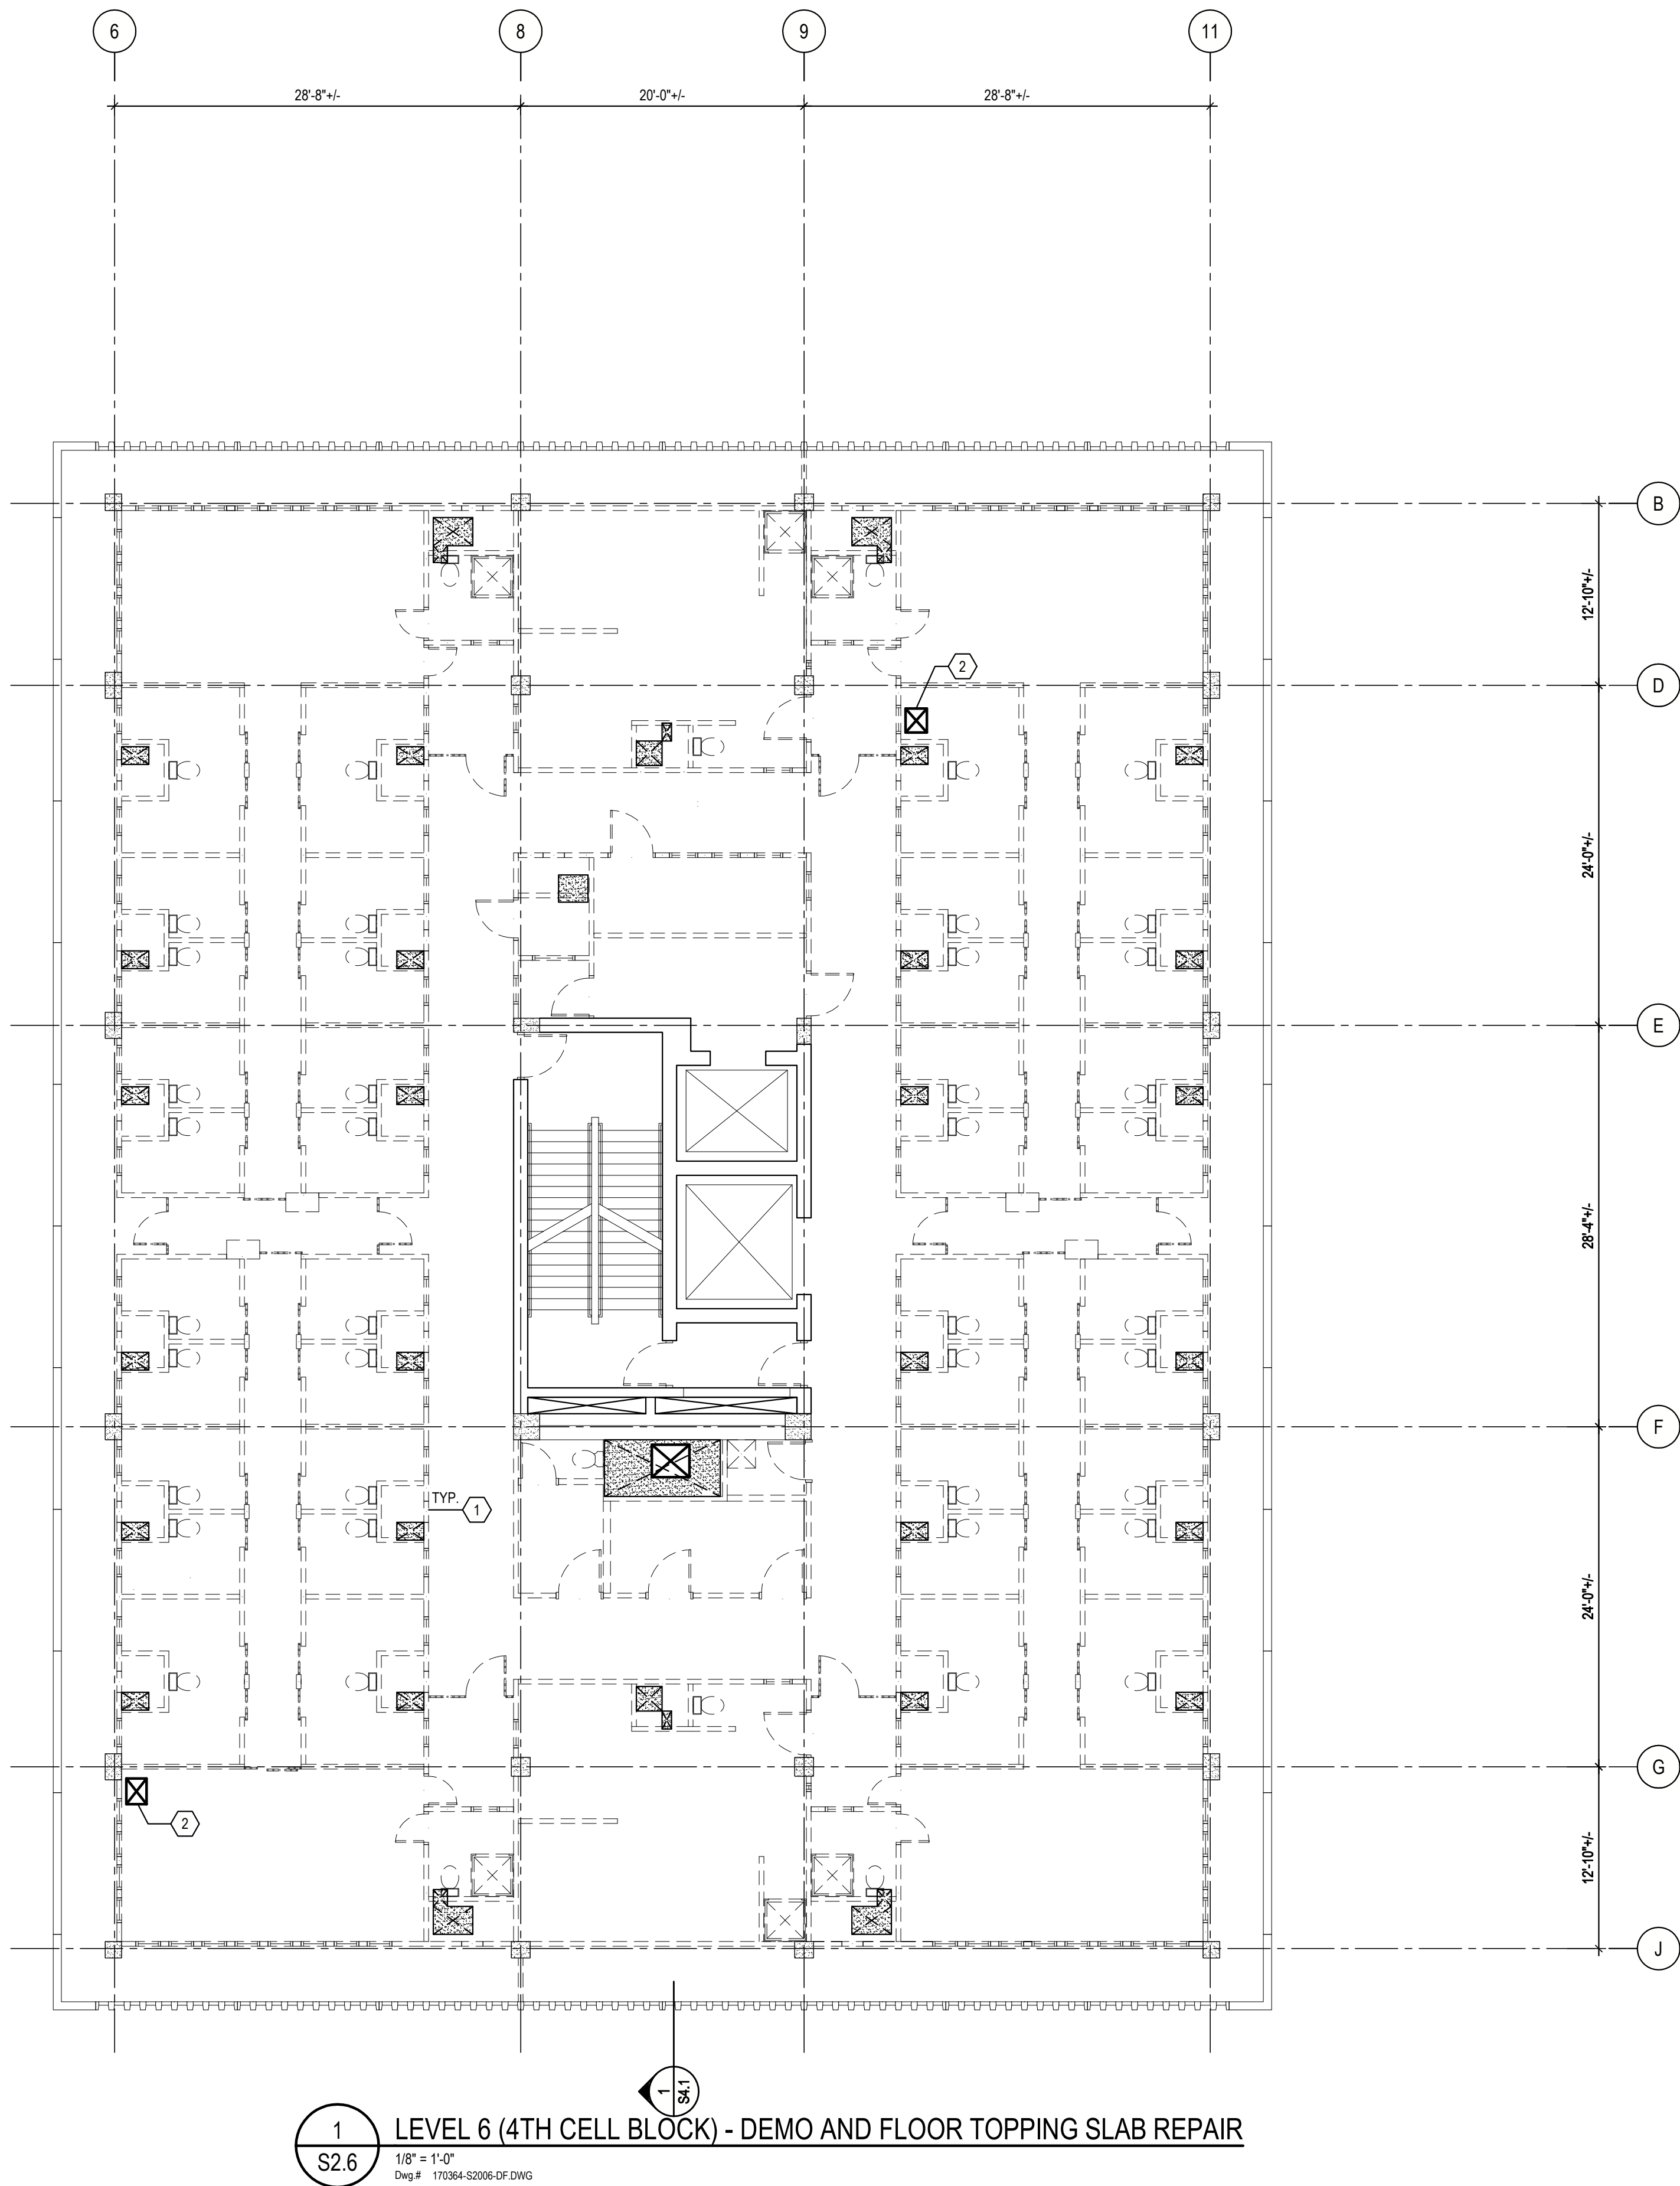 6
8
9
11
28'-8"+/-
20'-0"+/-
28'-8"+/-
B
12'-10"+/-
2
D
24'-0"+/-
E
28'-4"+/-
F
TYP.
1
24'-0"+/-
G
2
12'-10"+/-
J
1
S4.1
1
S2.6
LEVEL 6 (4TH CELL BLOCK) - DEMO AND FLOOR TOPPING SLAB REPAIR
1/8" = 1'-0"
Dwg.# 170364-S2006-DF.DWG